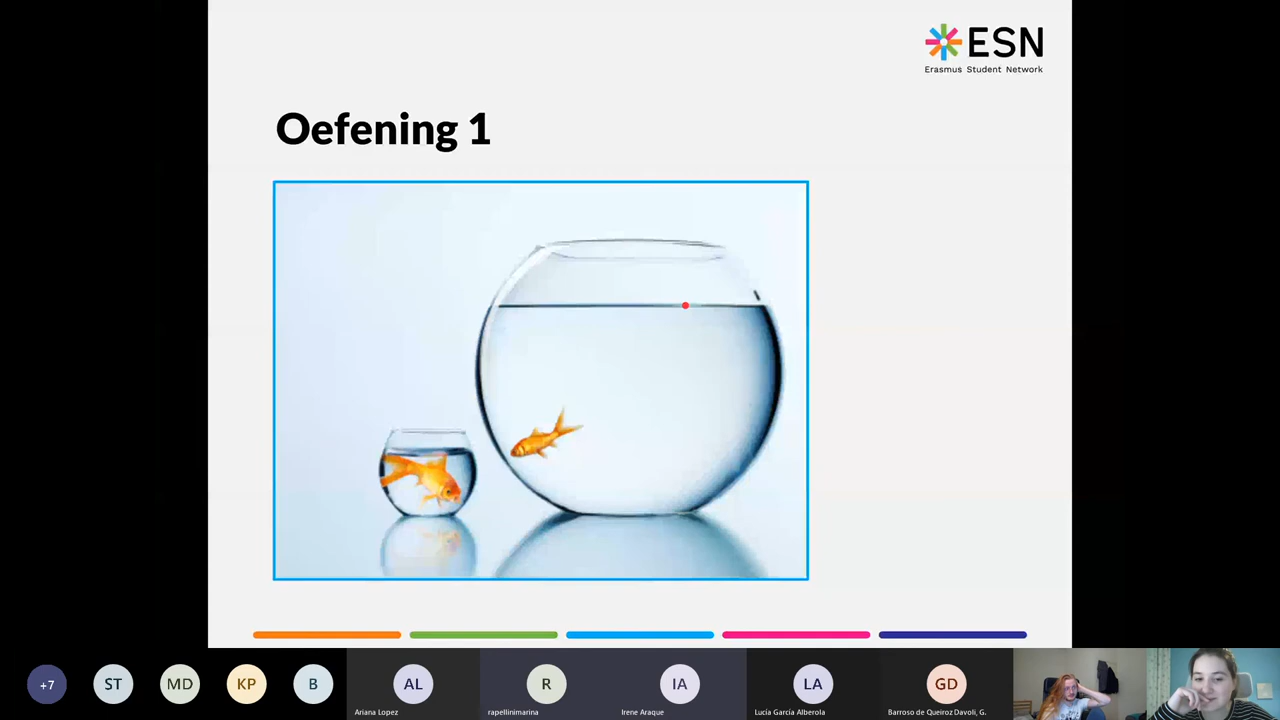 ESN
Erasmus Student Network
Oefening 1
+7
ST
MD
KP
B
AL
R
IA
LA
GD
Ariana Lopez
rapellinimarina
Irene Araque
Lucía García Alberola
Barroso de Queiroz Davoli, G.